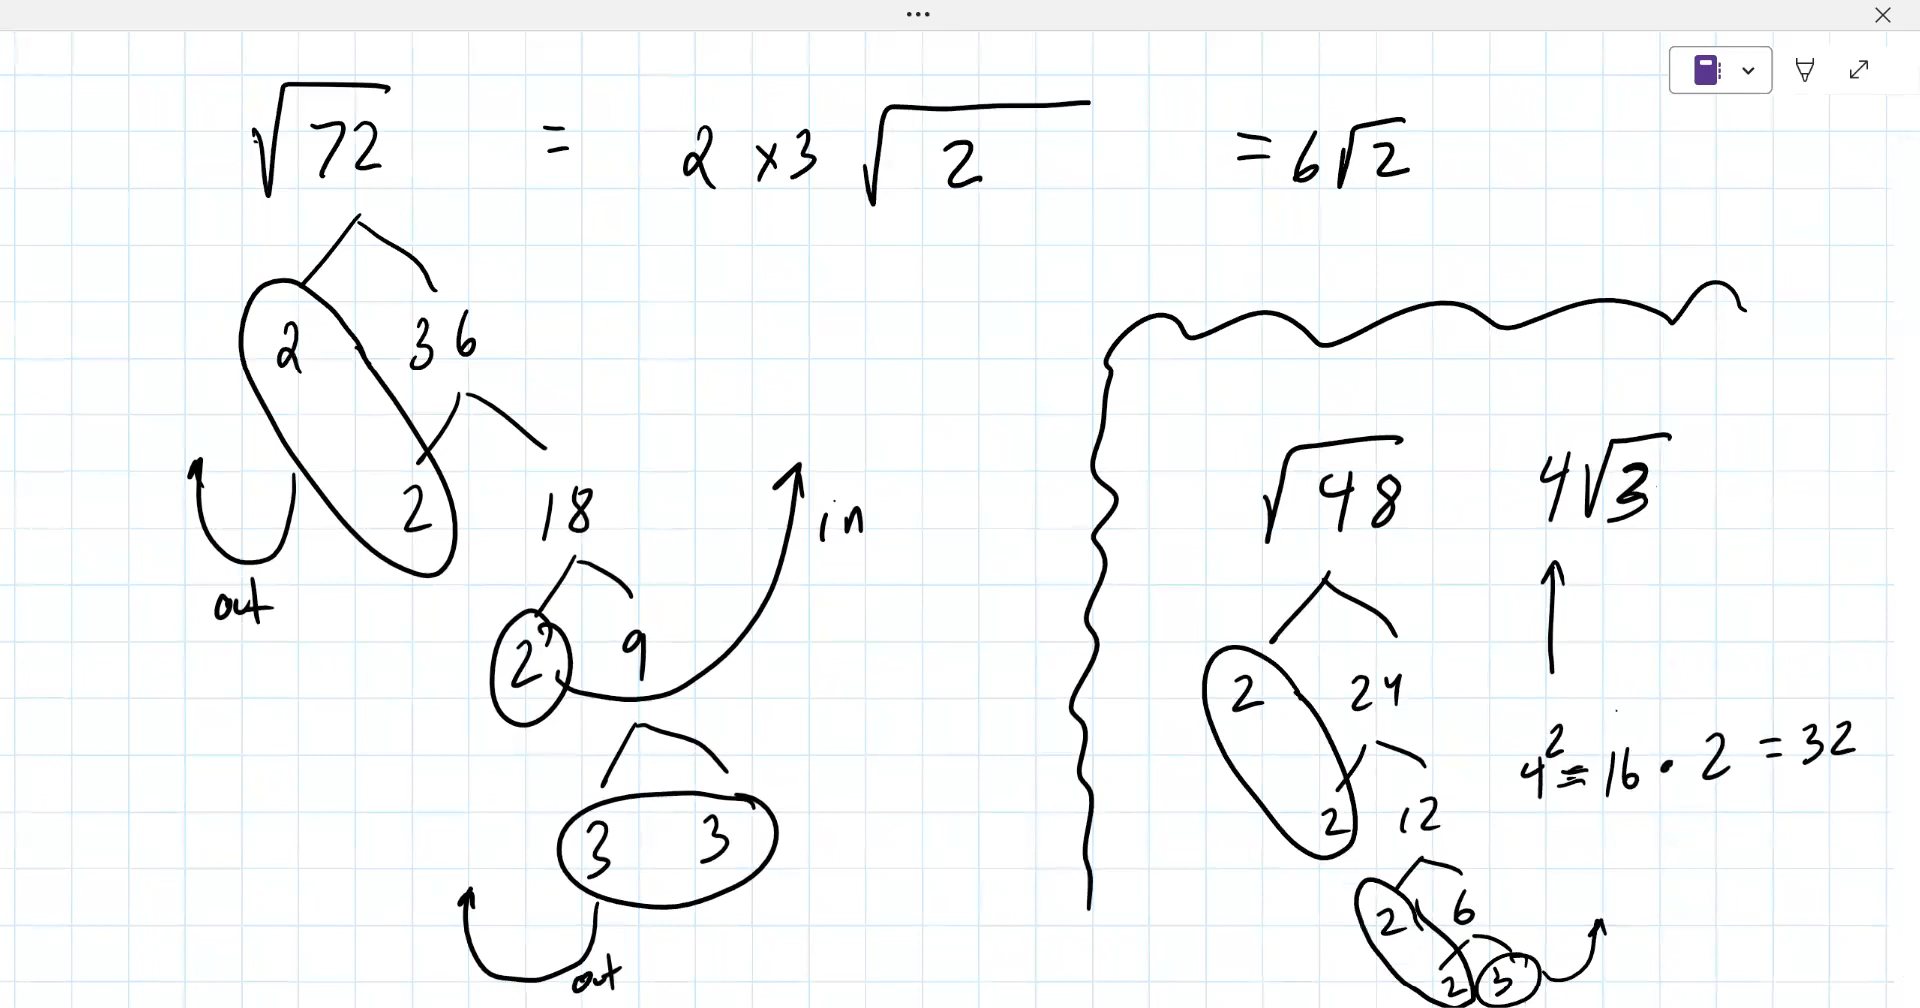 √72 = 2 ×3 √2 = 6√2
2 36
2 18
out
in
2 9
3 3
out
√48 4√3
2 24
4² = 16 • 2 = 32
2 12
2 6
2 3